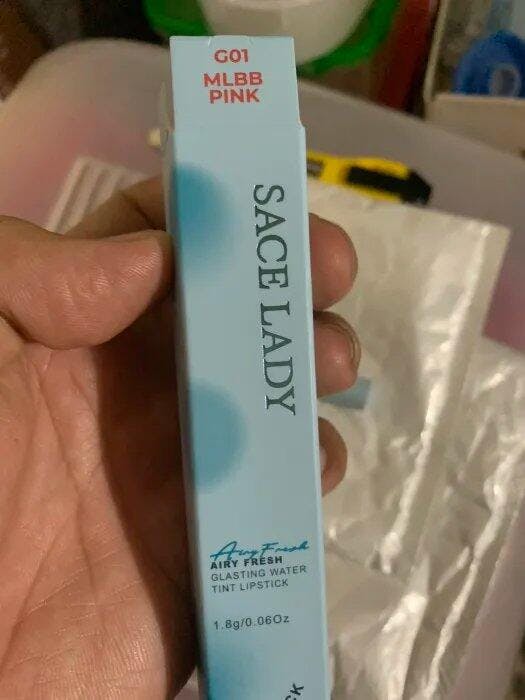 G01
MLBB
PINK
SACE LADY
Airy Fresh
AIRY FRESH
GLASTING WATER
TINT LIPSTICK
1.8g/0.06Oz